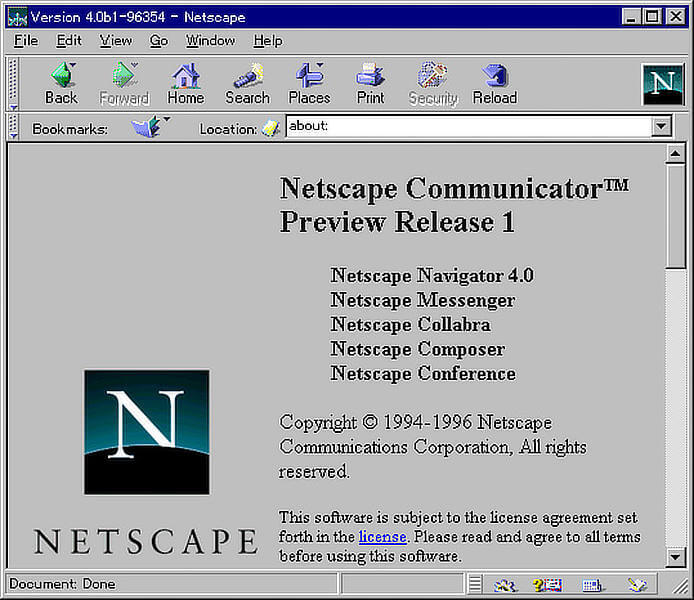 Version 4.0b1-96354 - Netscape
File Edit View Go Window Help
Back Forward Home Search Places Print Security Reload
N
Bookmarks: Location: about:
Netscape Communicator™
Preview Release 1
Netscape Navigator 4.0
Netscape Messenger
Netscape Collabra
Netscape Composer
Netscape Conference
N
NETSCAPE
Copyright © 1994-1996 Netscape
Communications Corporation, All rights
reserved.
This software is subject to the license agreement set
forth in the license. Please read and agree to all terms
before using this software.
Document: Done